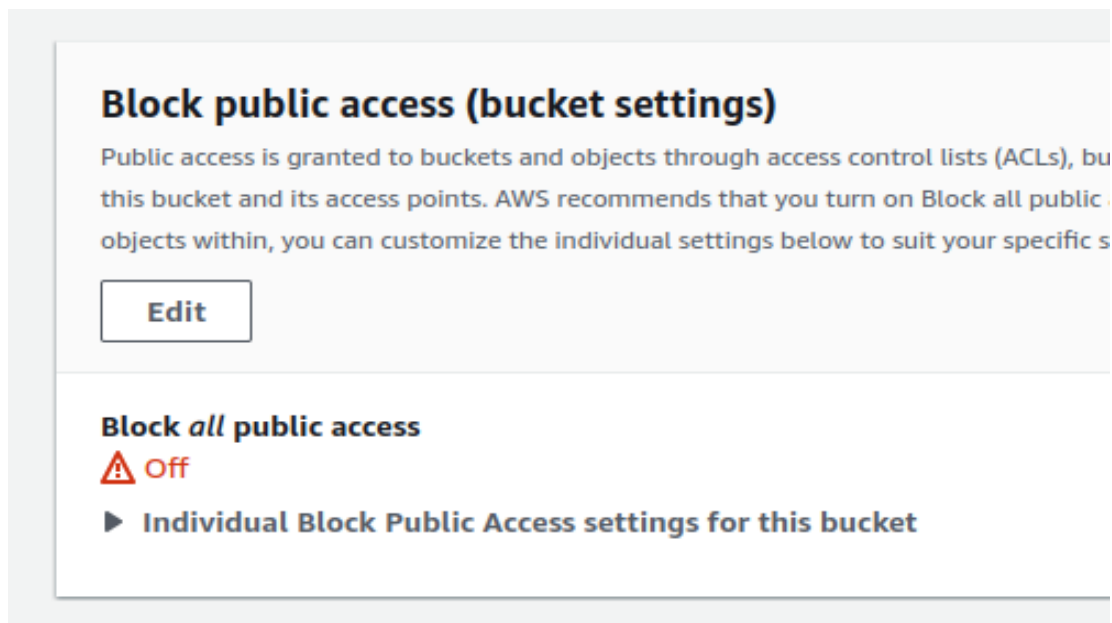 Block public access (bucket settings)
Public access is granted to buckets and objects through access control lists (ACLs), bu
this bucket and its access points. AWS recommends that you turn on Block all public
objects within, you can customize the individual settings below to suit your specific s
Edit
Block all public access
Off
Individual Block Public Access settings for this bucket